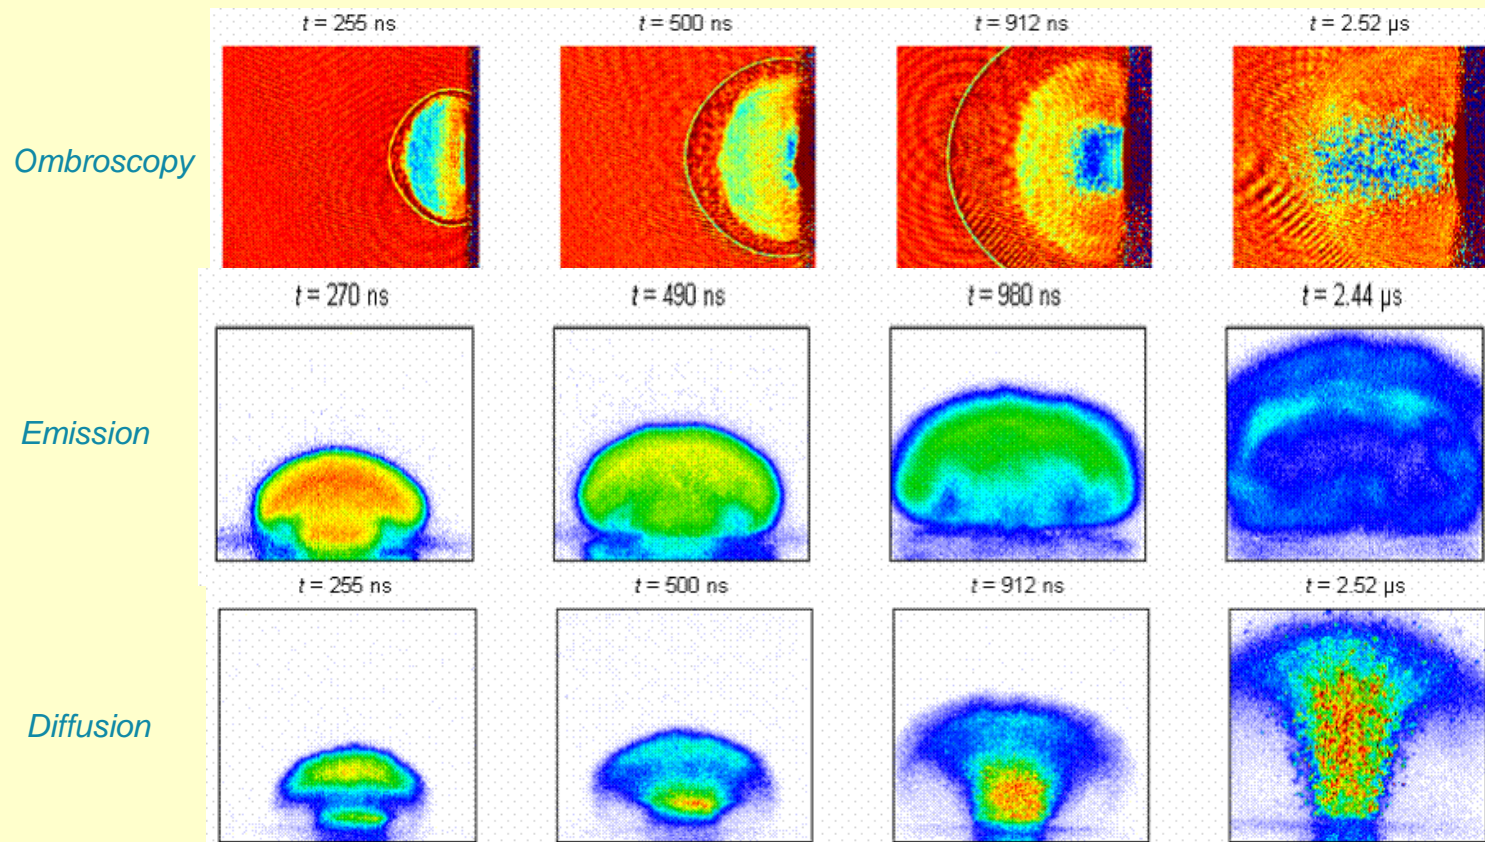 t = 255 ns t = 500 ns t = 912 ns t = 2.52 µs
Ombroscopy
t = 270 ns t = 490 ns t = 980 ns t = 2.44 µs
Emission
t = 255 ns t = 500 ns t = 912 ns t = 2.52 µs
Diffusion